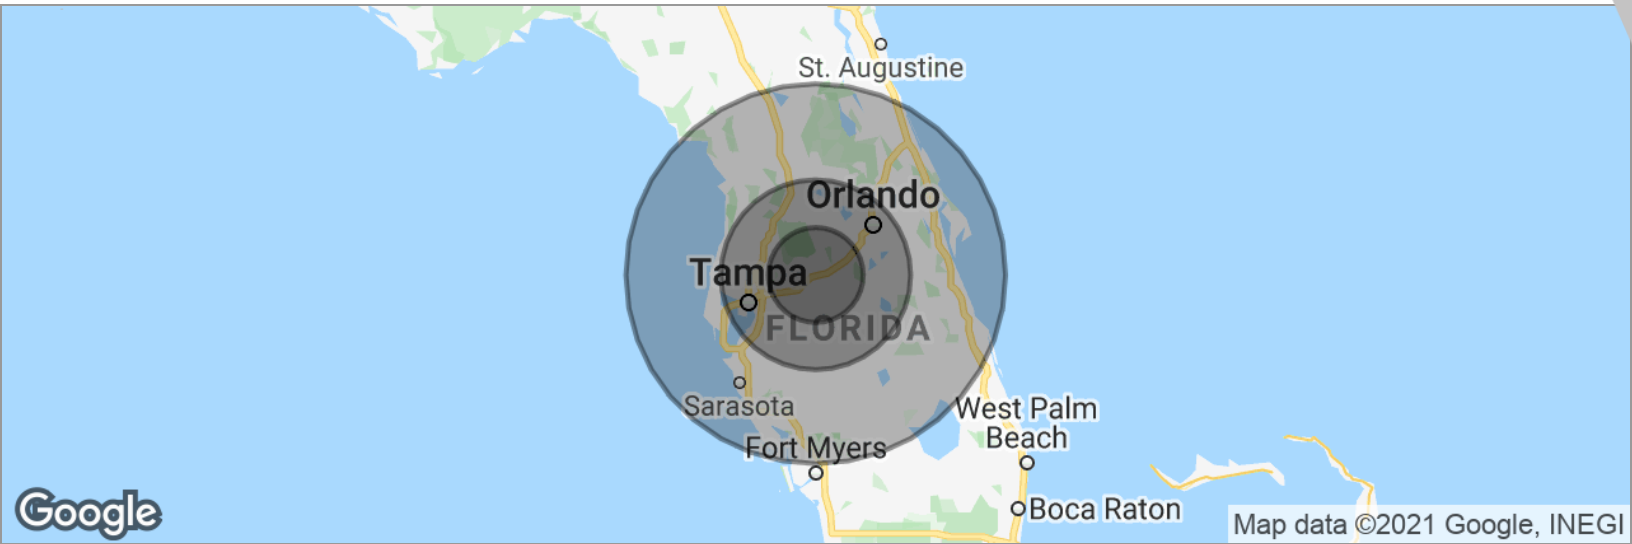 St. Augustine
Orlando
Tampa
FLORIDA
Sarasota
West Palm
Beach
Fort Myers
Boca Raton
Google
Map data ©2021 Google, INEGI